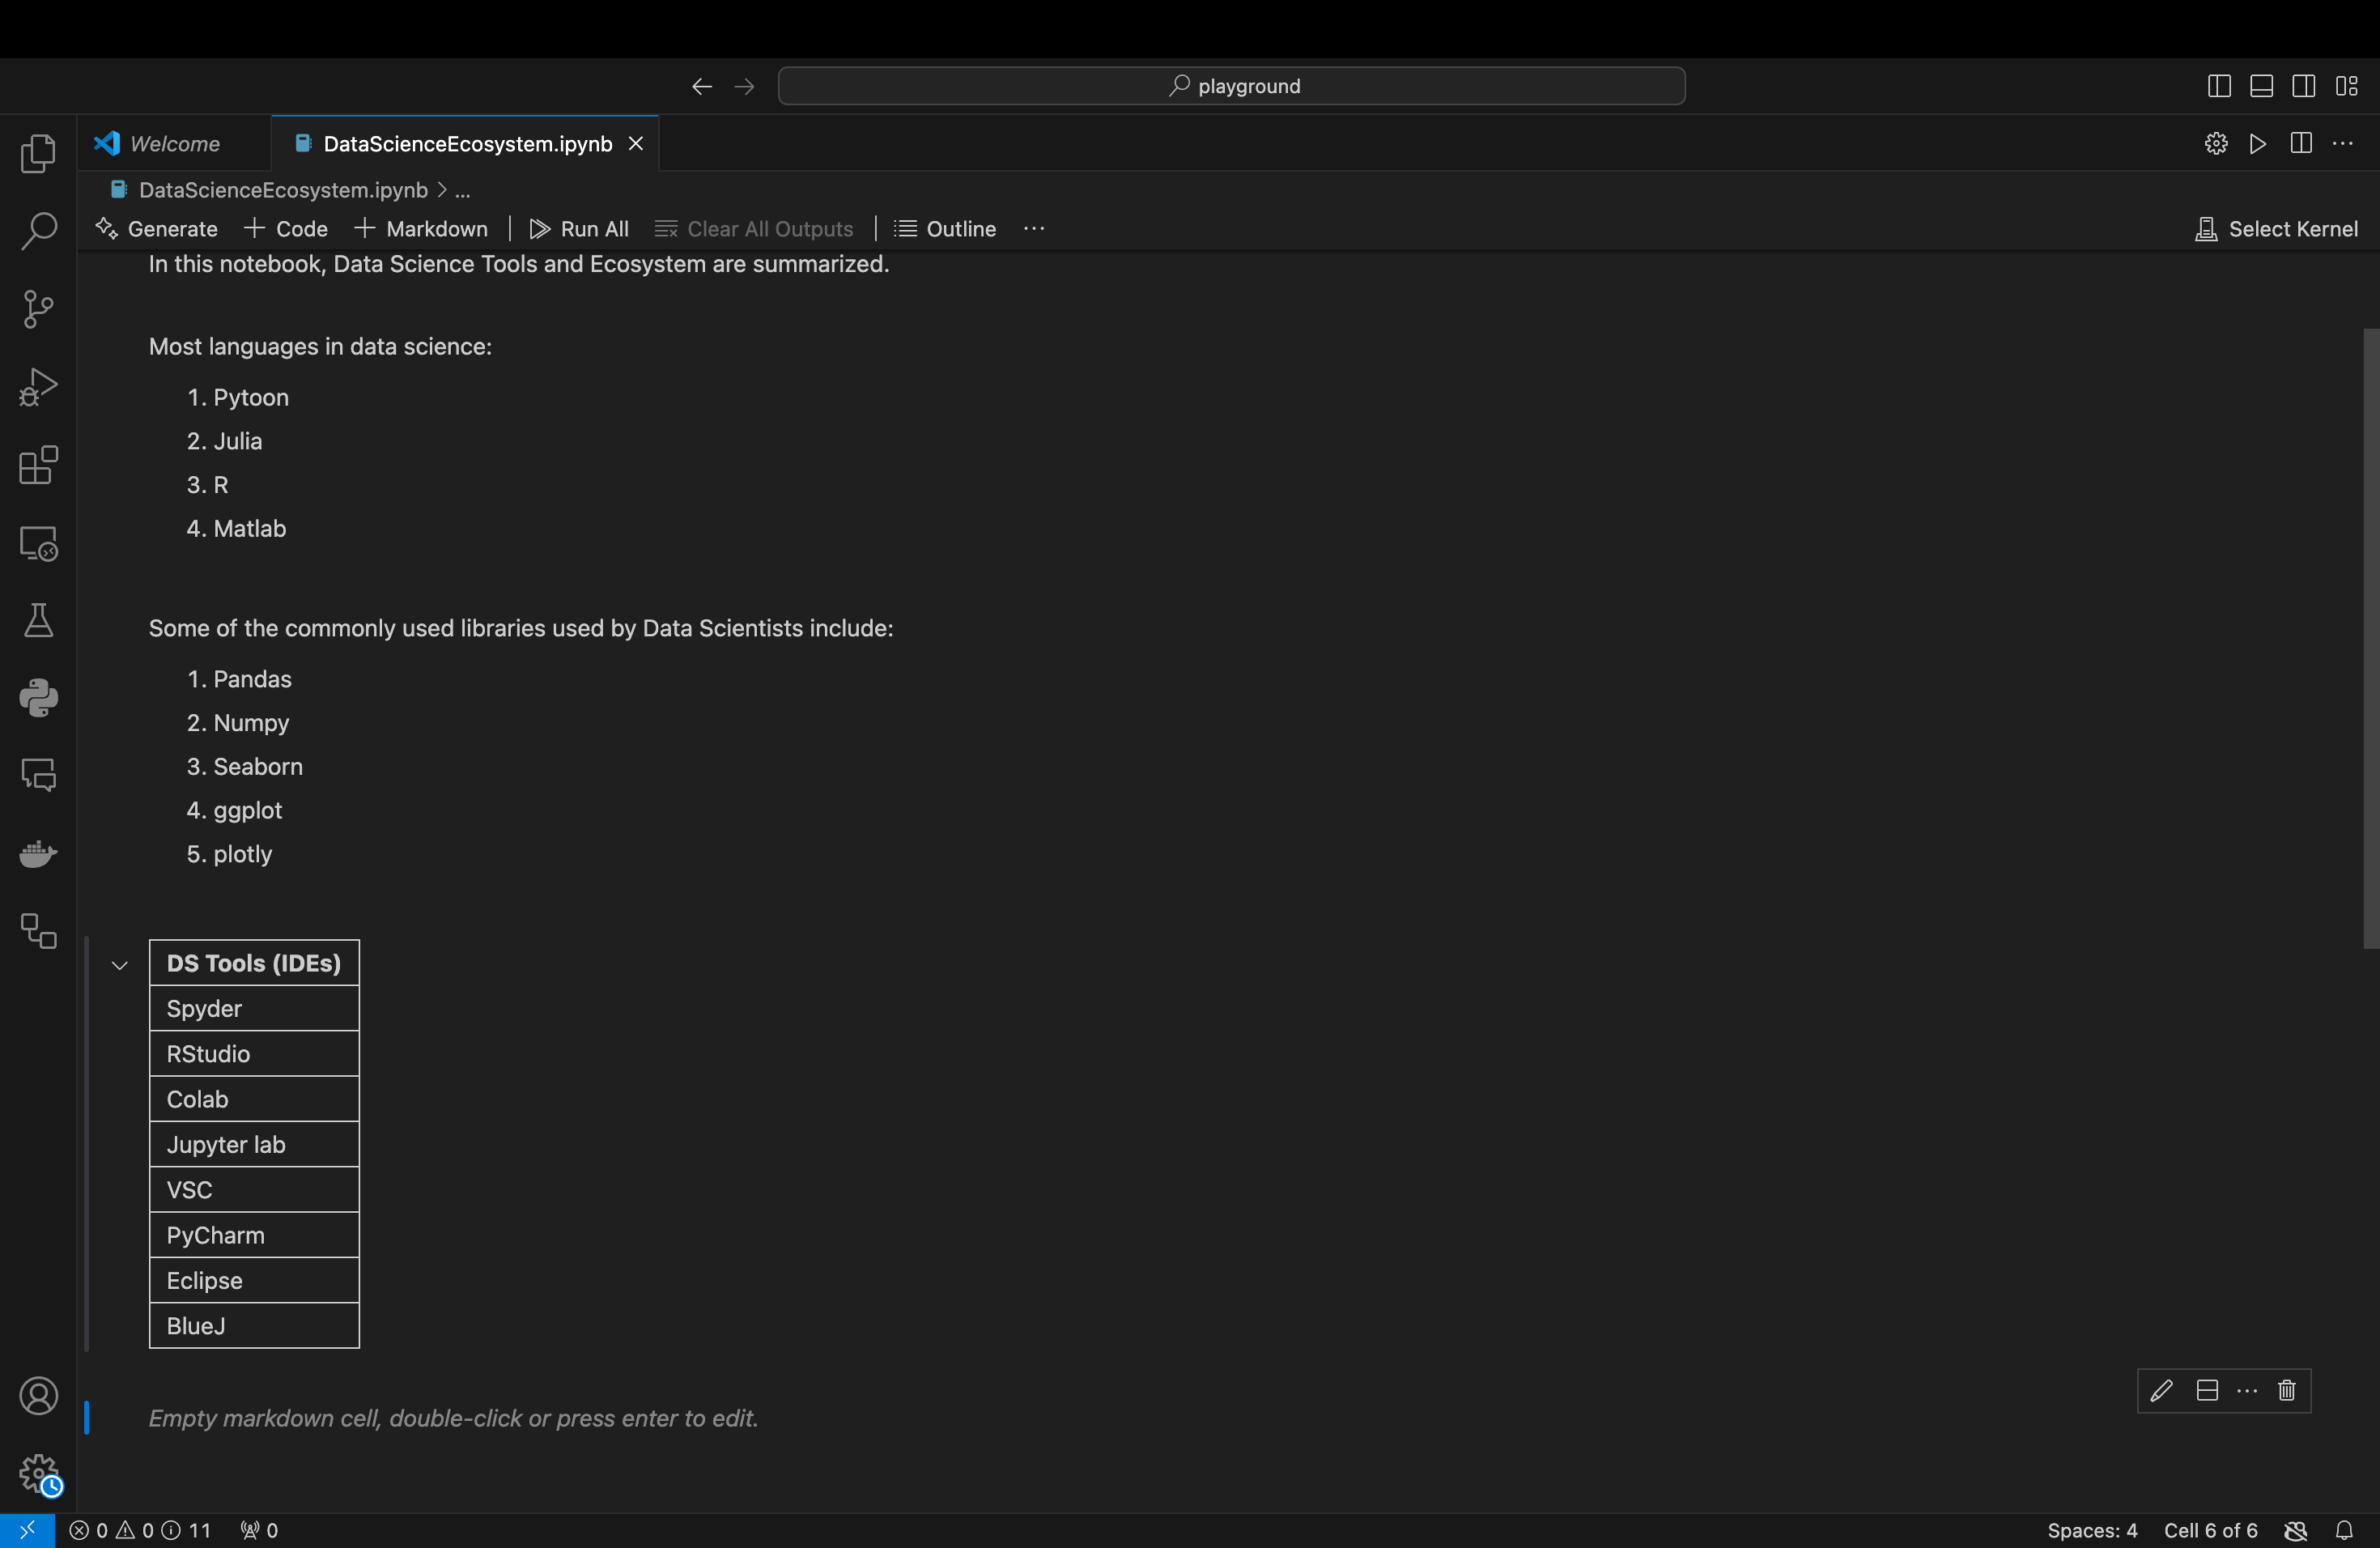 playground
Welcome
DataScienceEcosystem.ipynb
DataScienceEcosystem.ipynb > ...
Generate + Code + Markdown | Run All Clear All Outputs | Outline ... Select Kernel
In this notebook, Data Science Tools and Ecosystem are summarized.
Most languages in data science:
1. Pytoon
2. Julia
3. R
4. Matlab
Some of the commonly used libraries used by Data Scientists include:
1. Pandas
2. Numpy
3. Seaborn
4. ggplot
5. plotly
DS Tools (IDEs)
Spyder
RStudio
Colab
Jupyter lab
VSC
PyCharm
Eclipse
BlueJ
Empty markdown cell, double-click or press enter to edit.
0 0 11 0 Spaces: 4 Cell 6 of 6